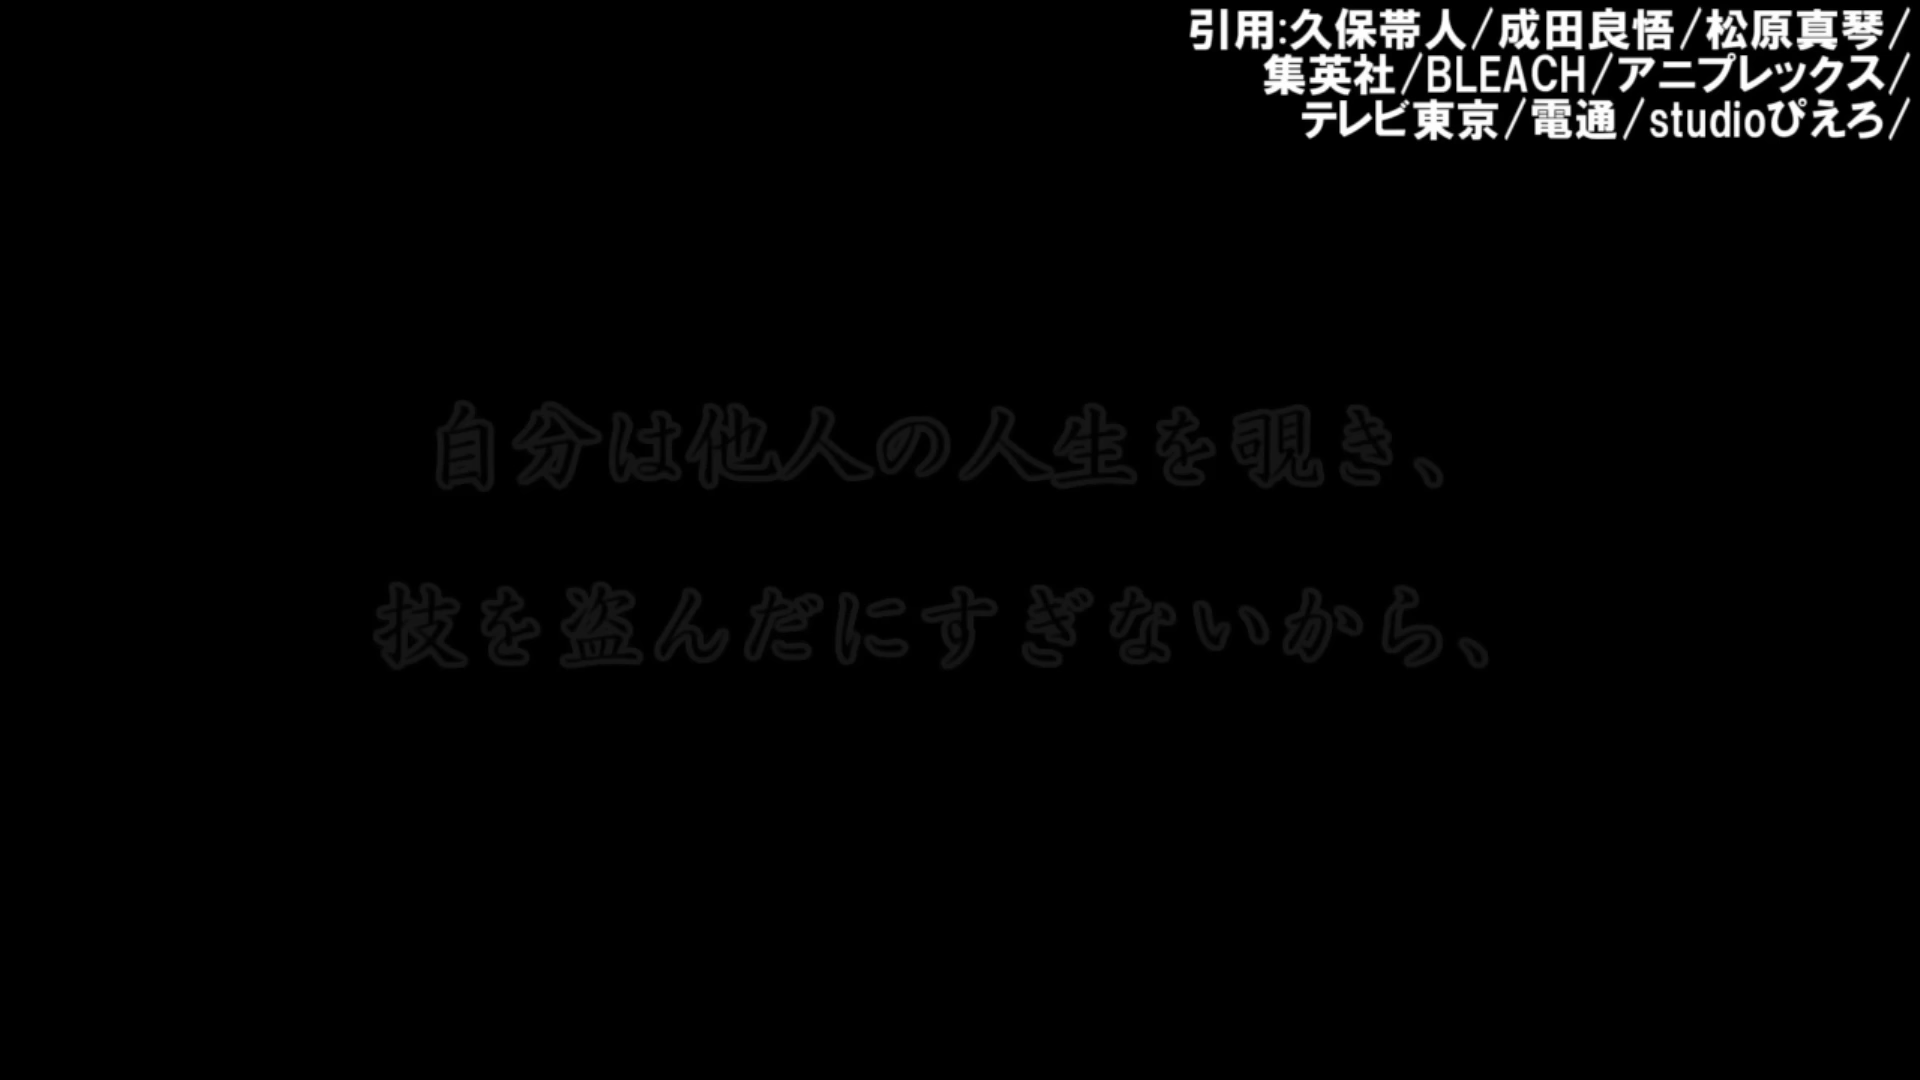 引用:久保帯人/成田良悟/松原真琴/
集英社/BLEACH/アニプレックス/
テレビ東京/電通/studioぴえろ/
自分は他人の人生を覗き、
技を盗んだにすぎないから、